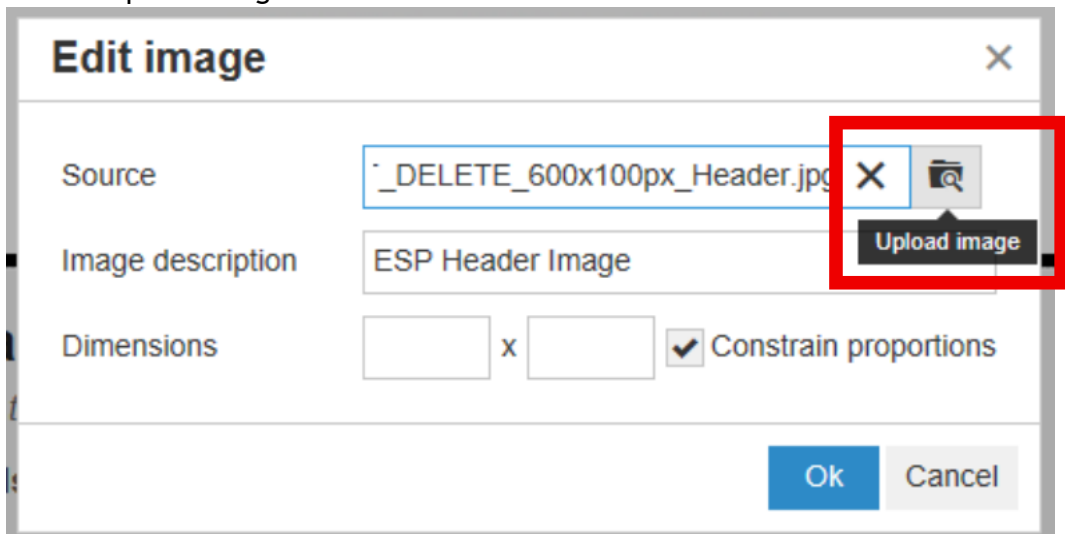 Edit image
Source _DELETE_600x100px_Header.jpg
Upload image
Image description ESP Header Image
Dimensions x Constrain proportions
Ok Cancel